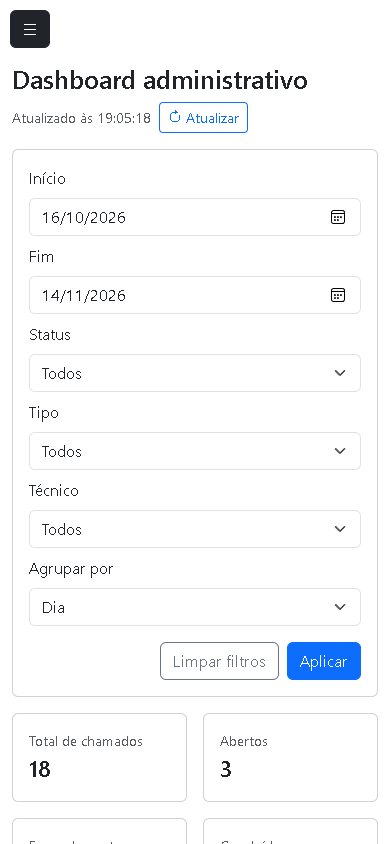 Dashboard administrativo
Atualizado às 19:05:18 Atualizar
Início
16/10/2026
Fim
14/11/2026
Status
Todos
Tipo
Todos
Técnico
Todos
Agrupar por
Dia
Limpar filtros Aplicar
Total de chamados Abertos
18 3